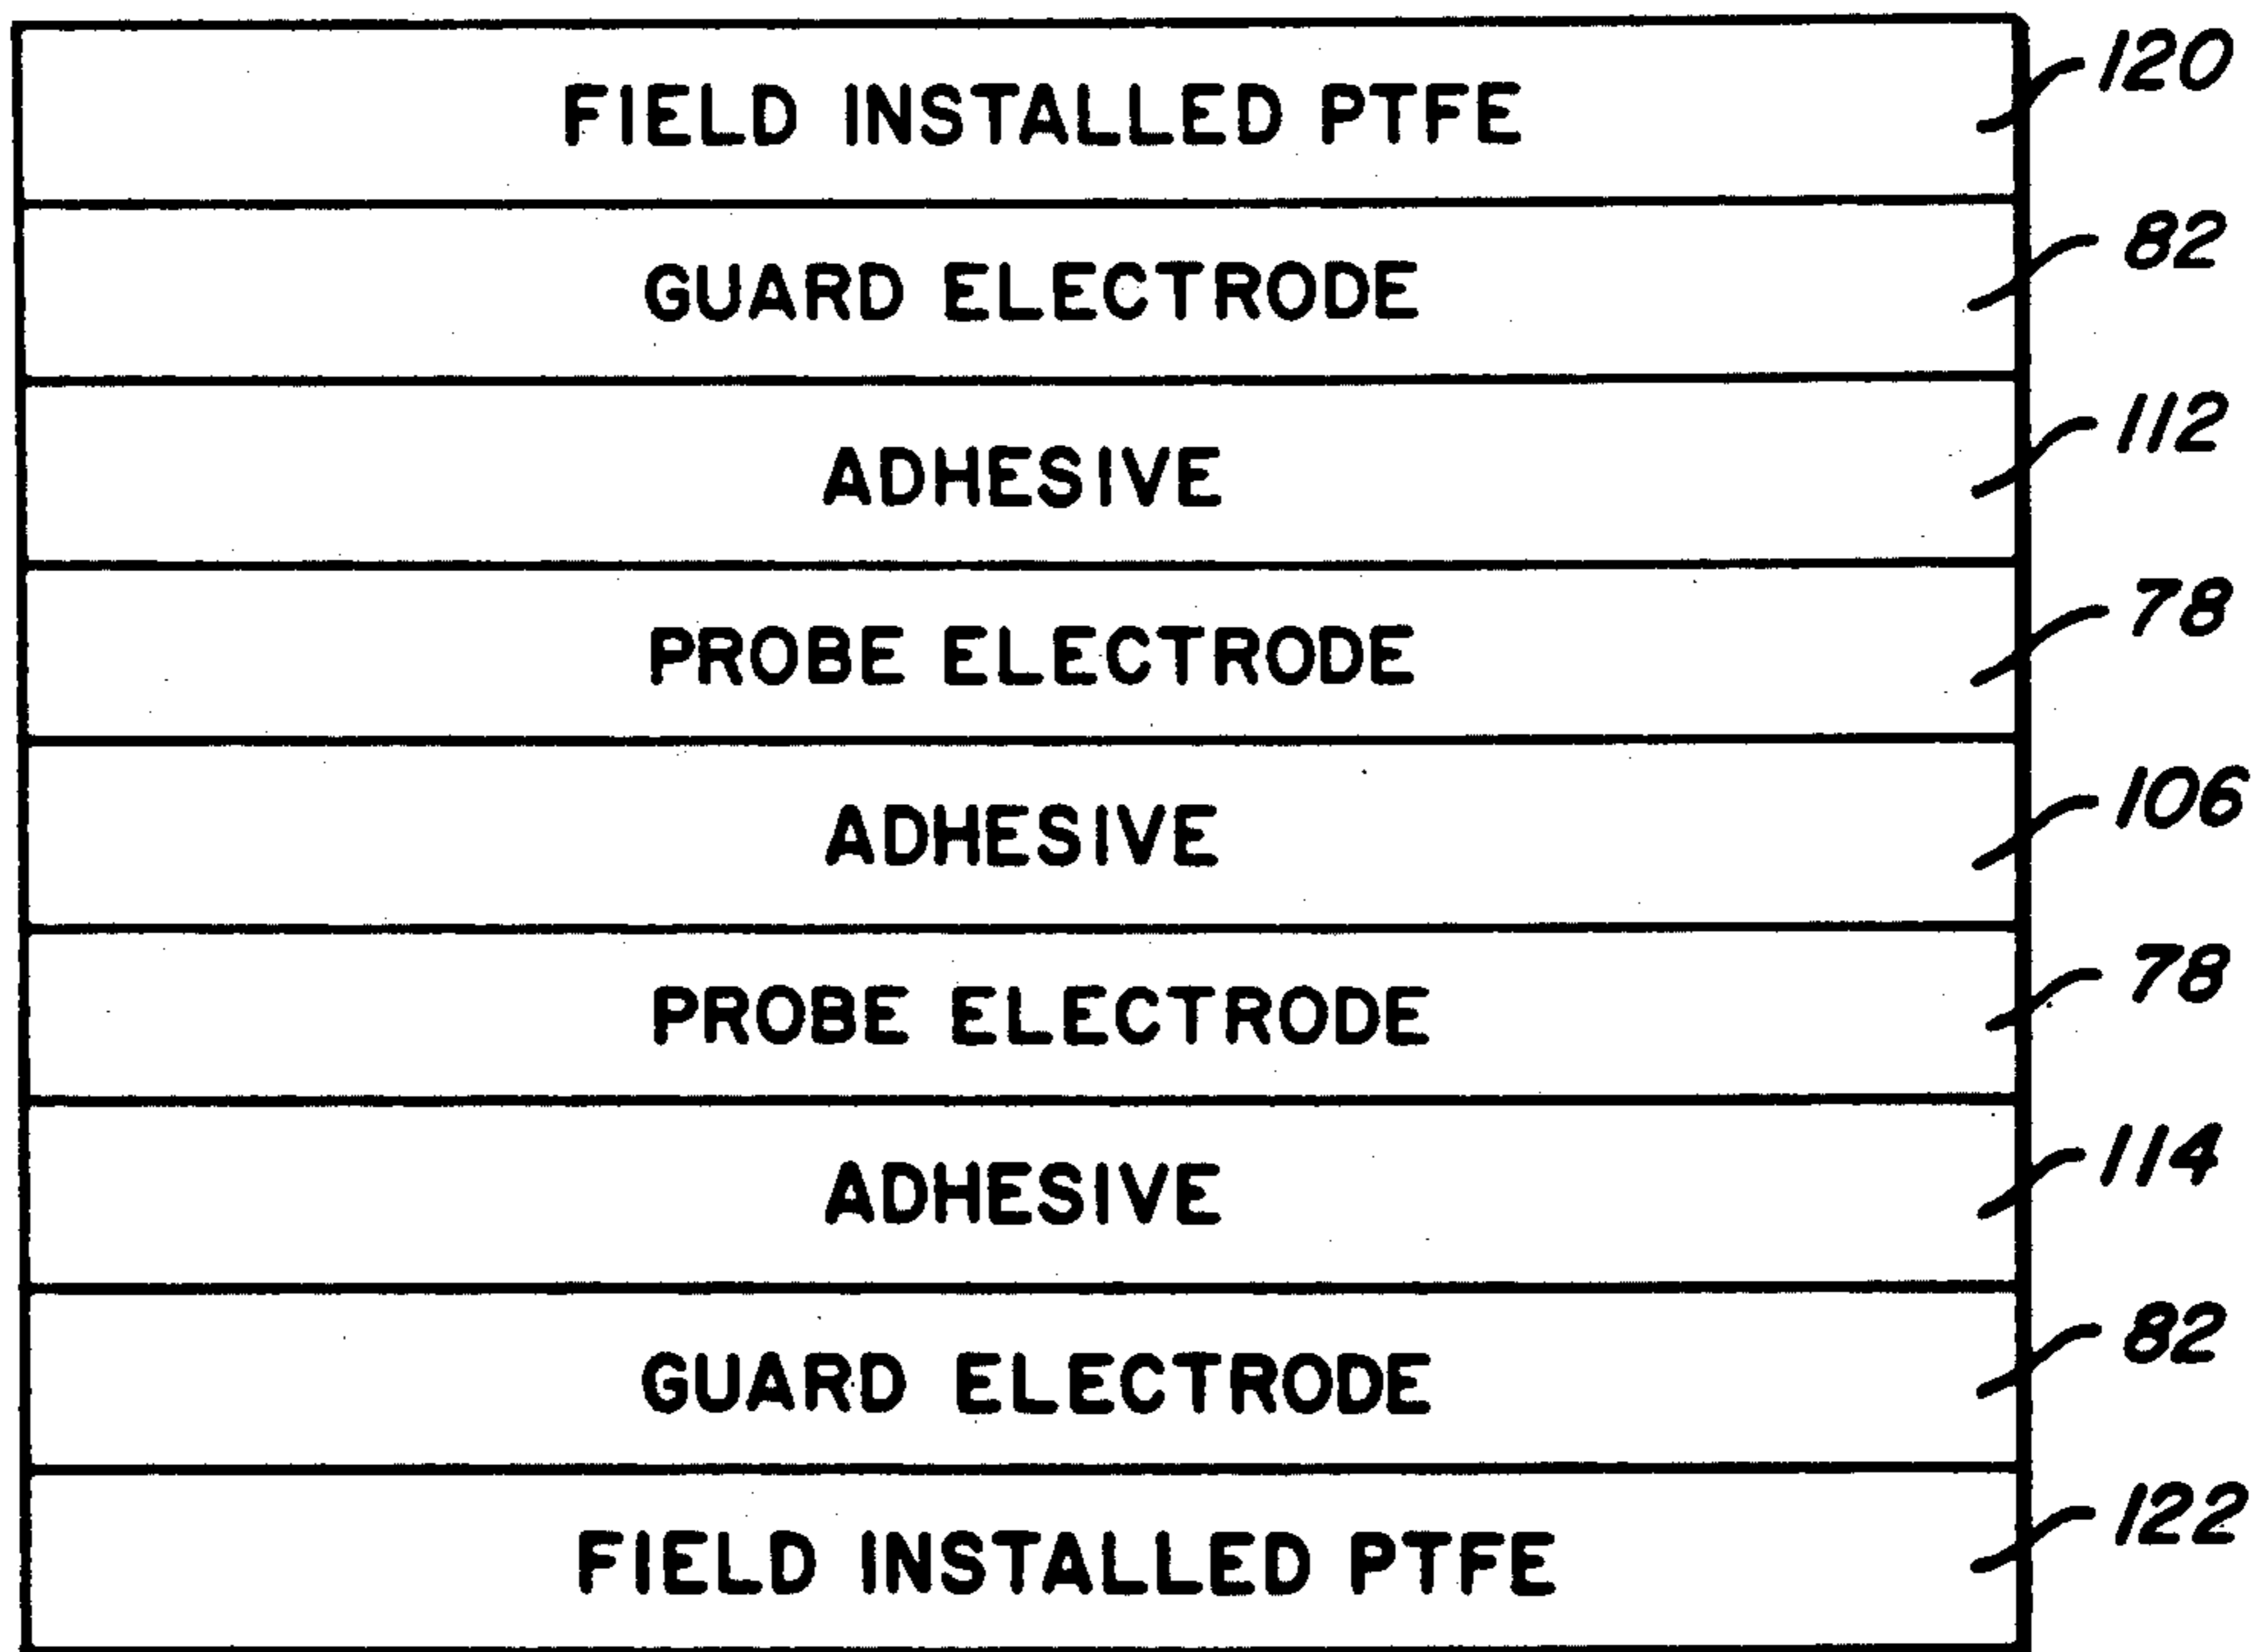 FIELD INSTALLED PTFE 120
GUARD ELECTRODE 82
ADHESIVE 112
PROBE ELECTRODE 78
ADHESIVE 106
PROBE ELECTRODE 78
ADHESIVE 114
GUARD ELECTRODE 82
FIELD INSTALLED PTFE 122